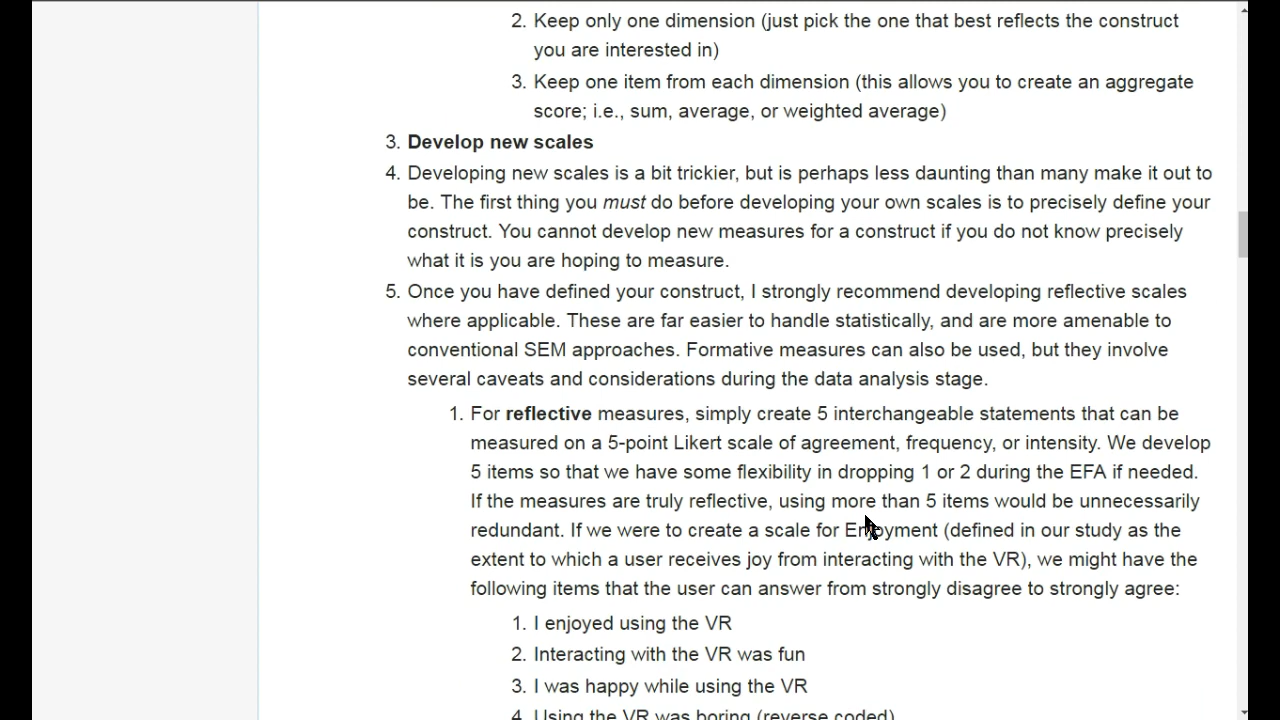 2. Keep only one dimension (just pick the one that best reflects the construct
you are interested in)
3. Keep one item from each dimension (this allows you to create an aggregate
score; i.e., sum, average, or weighted average)
3. Develop new scales
4. Developing new scales is a bit trickier, but is perhaps less daunting than many make it out to
be. The first thing you must do before developing your own scales is to precisely define your
construct. You cannot develop new measures for a construct if you do not know precisely
what it is you are hoping to measure.
5. Once you have defined your construct, I strongly recommend developing reflective scales
where applicable. These are far easier to handle statistically, and are more amenable to
conventional SEM approaches. Formative measures can also be used, but they involve
several caveats and considerations during the data analysis stage.
1. For reflective measures, simply create 5 interchangeable statements that can be
measured on a 5-point Likert scale of agreement, frequency, or intensity. We develop
5 items so that we have some flexibility in dropping 1 or 2 during the EFA if needed.
If the measures are truly reflective, using more than 5 items would be unnecessarily
redundant. If we were to create a scale for Enjoyment (defined in our study as the
extent to which a user receives joy from interacting with the VR), we might have the
following items that the user can answer from strongly disagree to strongly agree:
1. I enjoyed using the VR
2. Interacting with the VR was fun
3. I was happy while using the VR
4. Using the VR was boring (reverse coded)